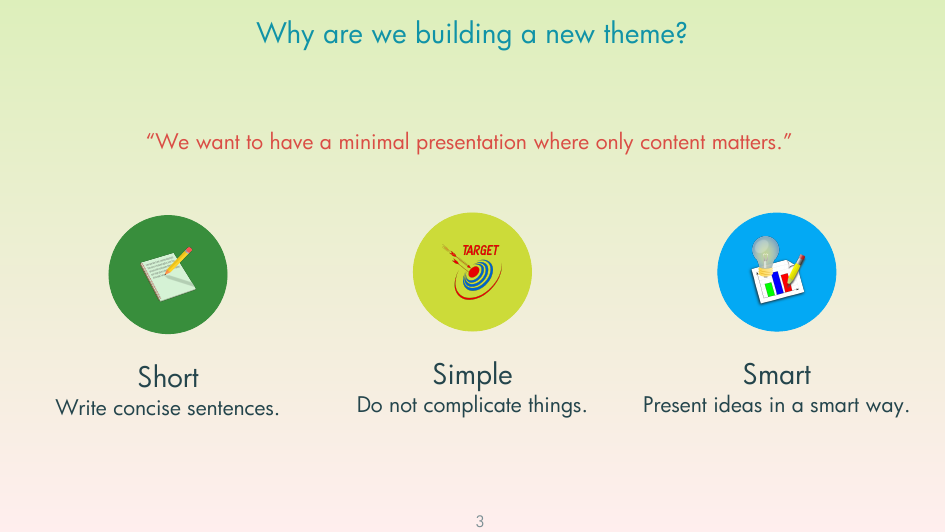 Why are we building a new theme?
“We want to have a minimal presentation where only content matters.”
TARGET
Short
Write concise sentences.
Simple
Do not complicate things.
Smart
Present ideas in a smart way.
3